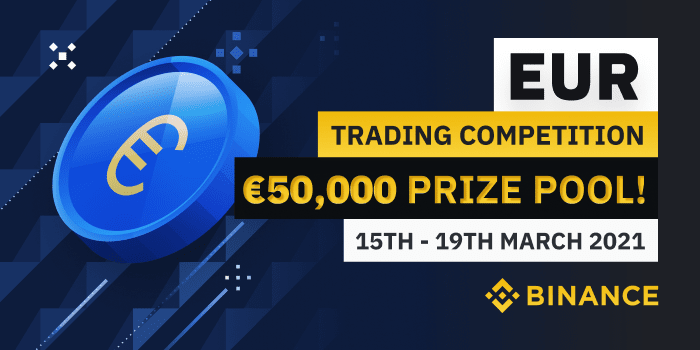 EUR
TRADING COMPETITION
€50,000 PRIZE POOL!
15TH - 19TH MARCH 2021
BINANCE